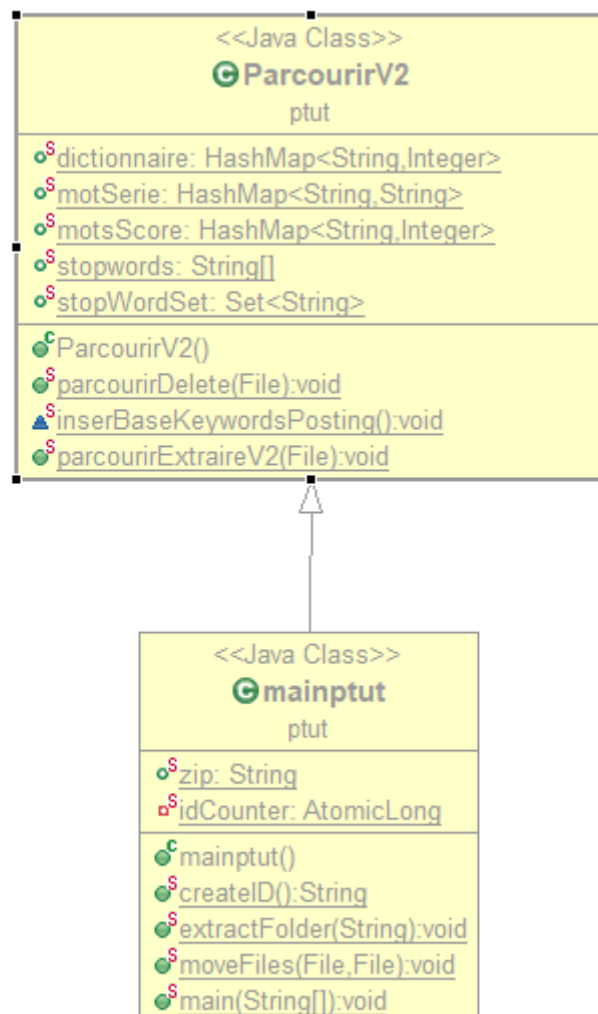 <<Java Class>>
ParcourirV2
ptut
dictionnaire: HashMap<String,Integer>
motSerie: HashMap<String,String>
motsScore: HashMap<String,Integer>
stopwords: String[]
stopWordSet: Set<String>
ParcourirV2()
parcourirDelete(File):void
inserBaseKeywordsPosting():void
parcourirExtraireV2(File):void
<<Java Class>>
mainptut
ptut
zip: String
idCounter: AtomicLong
mainptut()
createID():String
extractFolder(String):void
moveFiles(File,File):void
main(String[]):void